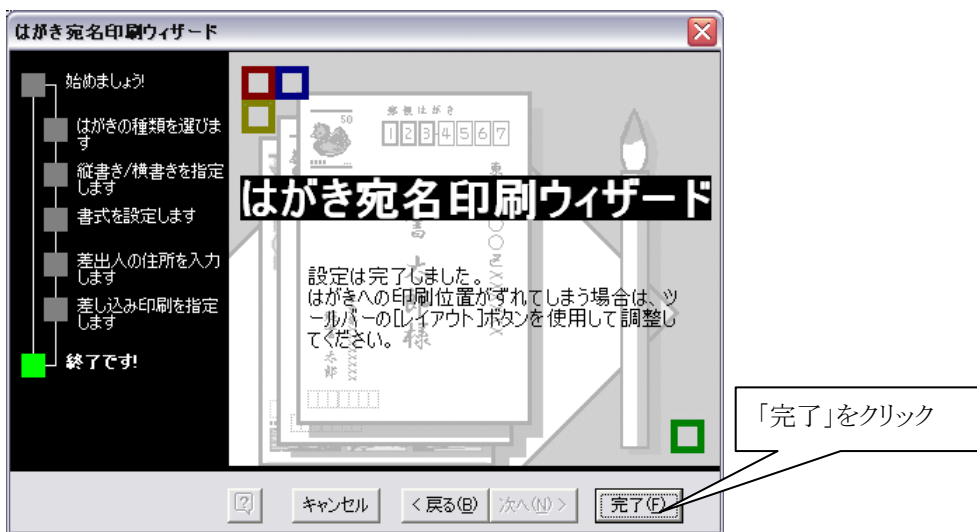 はがき宛名印刷ウィザード
始めましょう!
はがきの種類を選びま
す
縦書き/横書きを指定
します
書式を設定します
差出人の住所を入力
します
差し込み印刷を指定
します
終了です!
50
郵便はがき
1234567
はがき宛名印刷ウィザード
設定は完了しました。
はがきへの印刷位置がずれてしまう場合は、ツ
ールバーの[レイアウト]ボタンを使用して調整し
てください。
キャンセル
< 戻る(B)
次へ(N) >
完了(F)
「完了」をクリック